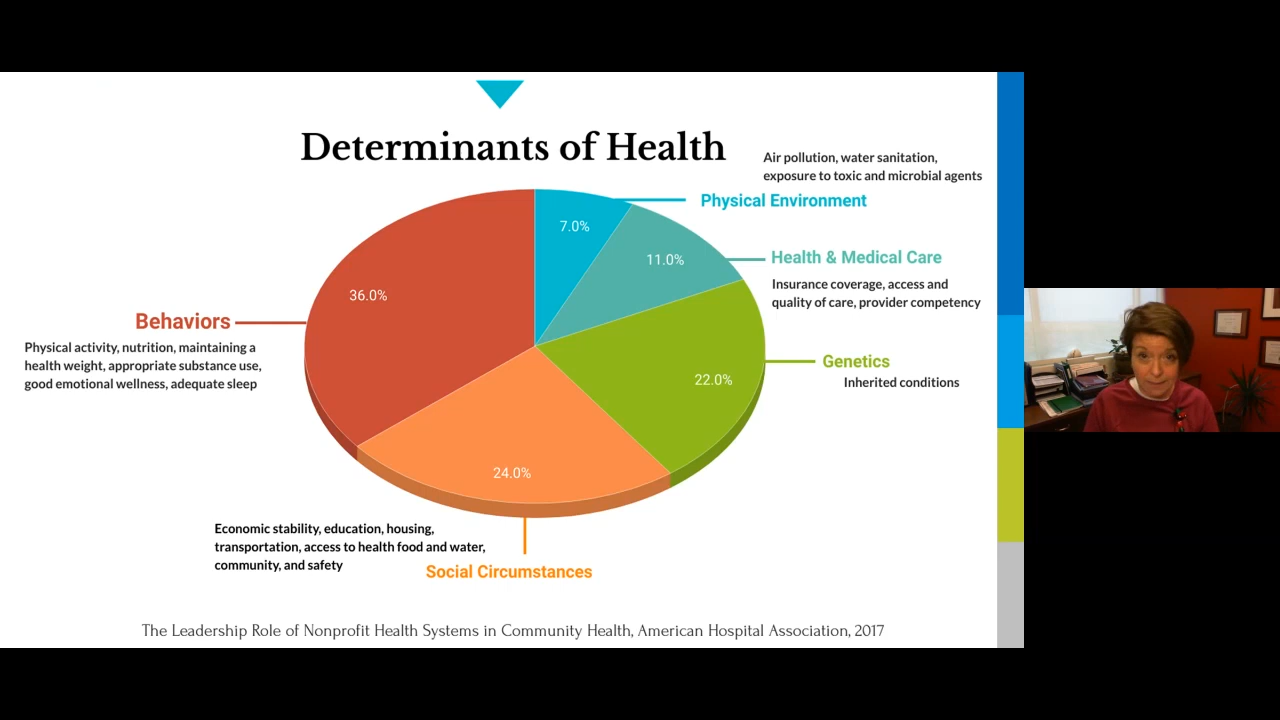 Determinants of Health
Air pollution, water sanitation,
exposure to toxic and microbial agents
Physical Environment
7.0%
11.0%
Health & Medical Care
Insurance coverage, access and
quality of care, provider competency
36.0%
Behaviors
Physical activity, nutrition, maintaining a
health weight, appropriate substance use,
good emotional wellness, adequate sleep
Genetics
Inherited conditions
22.0%
24.0%
Economic stability, education, housing,
transportation, access to health food and water,
community, and safety
Social Circumstances
The Leadership Role of Nonprofit Health Systems in Community Health, American Hospital Association, 2017